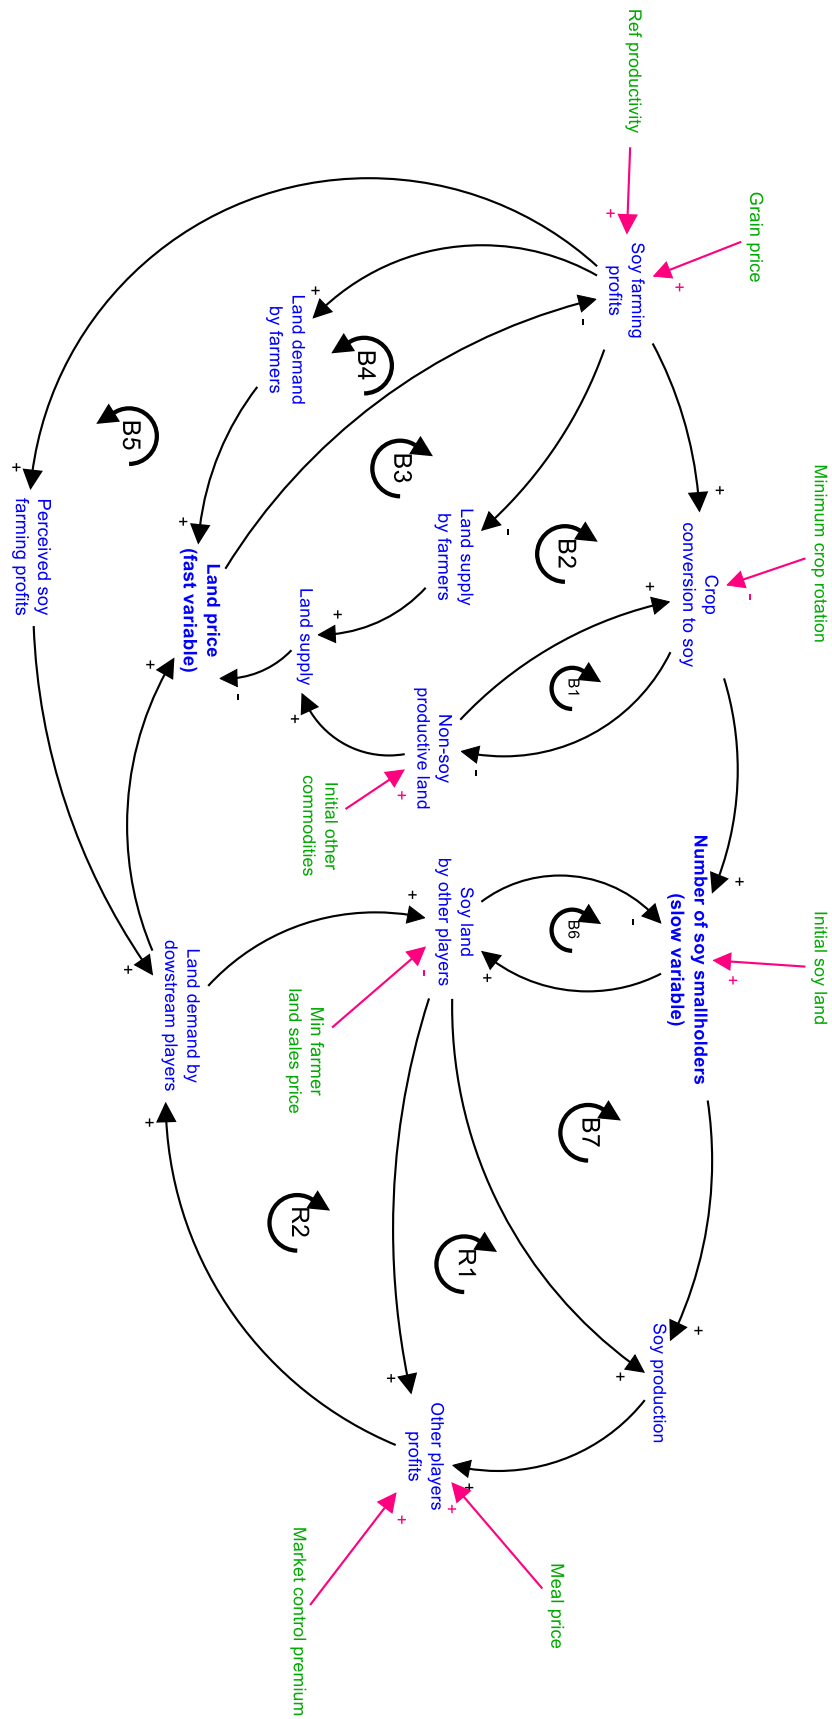 Minimum crop rotation
Initial soy land
Grain price
+
Ref productivity
+
Soy farming
profits
-
+
Crop
conversion to soy
-
+
+
Number of soy smallholders
(slow variable)
+
-
+
Soy production
+
Meal price
B2
B1
B6
B7
-
Land supply
by farmers
-
Non-soy
productive land
+
+
Soy land
by other players
+
-
R1
+
+
+
Other players
profits
+
B4
B3
+
Land demand
by farmers
+
Land supply
+
Initial other
commodities
Min farmer
land sales price
R2
Market control premium
+
Land price
(fast variable)
-
+
Land demand by
dowstream players
+
+
B5
+
Perceived soy
farming profits